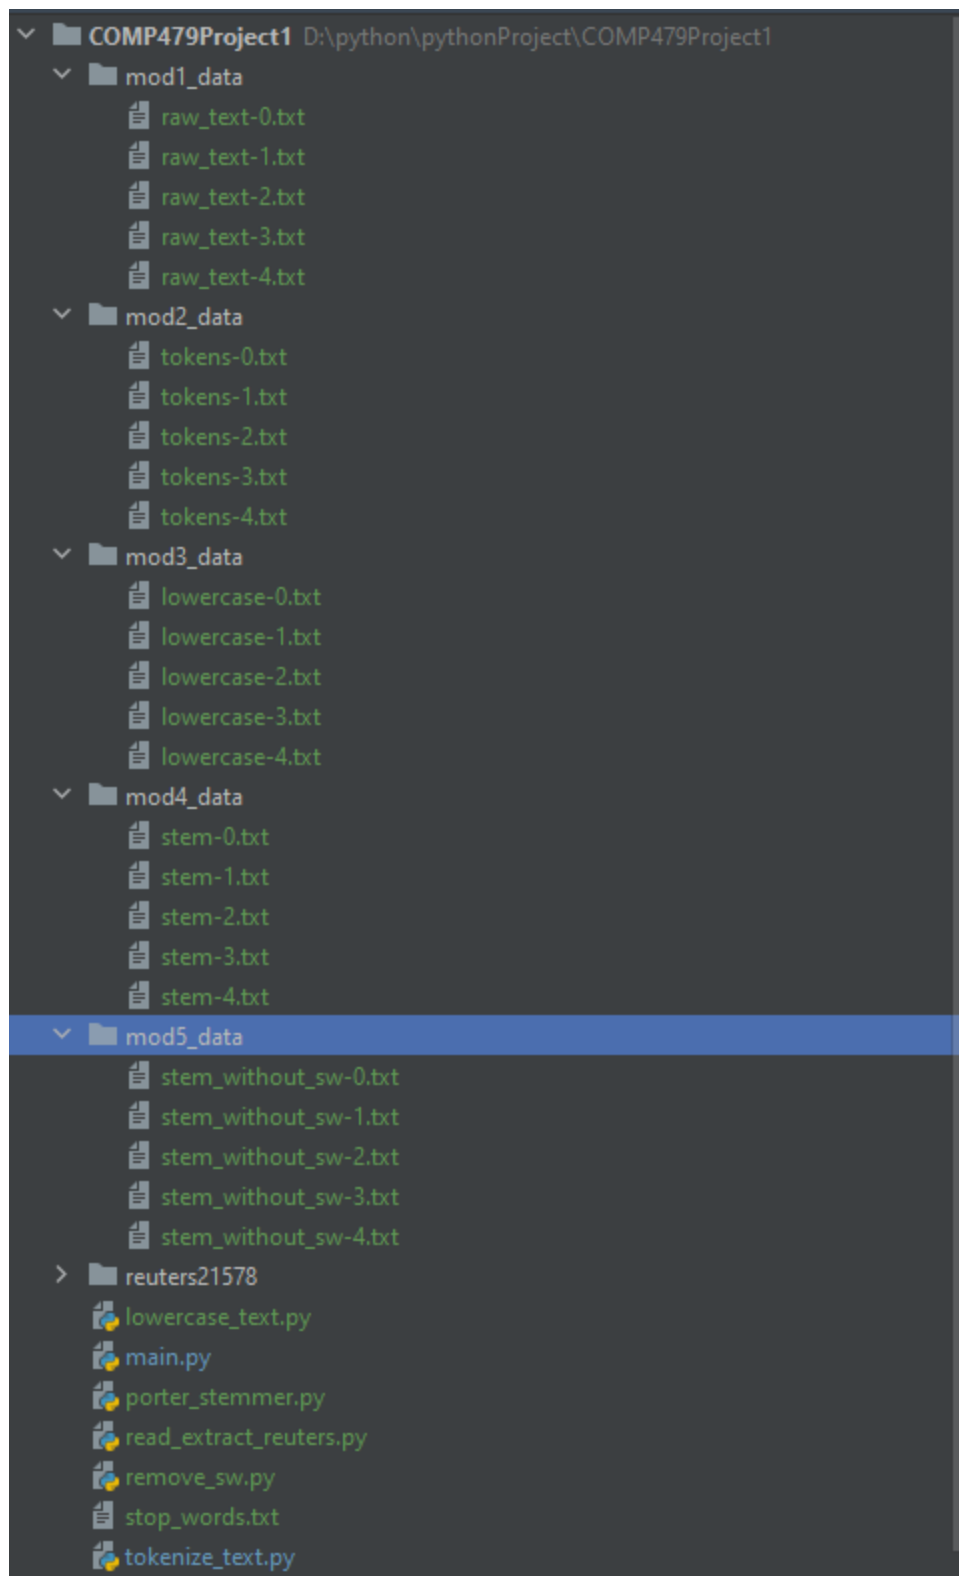 COMP479Project1 D:\python\pythonProject\COMP479Project1
mod1_data
raw_text-0.txt
raw_text-1.txt
raw_text-2.txt
raw_text-3.txt
raw_text-4.txt
mod2_data
tokens-0.txt
tokens-1.txt
tokens-2.txt
tokens-3.txt
tokens-4.txt
mod3_data
lowercase-0.txt
lowercase-1.txt
lowercase-2.txt
lowercase-3.txt
lowercase-4.txt
mod4_data
stem-0.txt
stem-1.txt
stem-2.txt
stem-3.txt
stem-4.txt
mod5_data
stem_without_sw-0.txt
stem_without_sw-1.txt
stem_without_sw-2.txt
stem_without_sw-3.txt
stem_without_sw-4.txt
reuters21578
lowercase_text.py
main.py
porter_stemmer.py
read_extract_reuters.py
remove_sw.py
stop_words.txt
tokenize_text.py